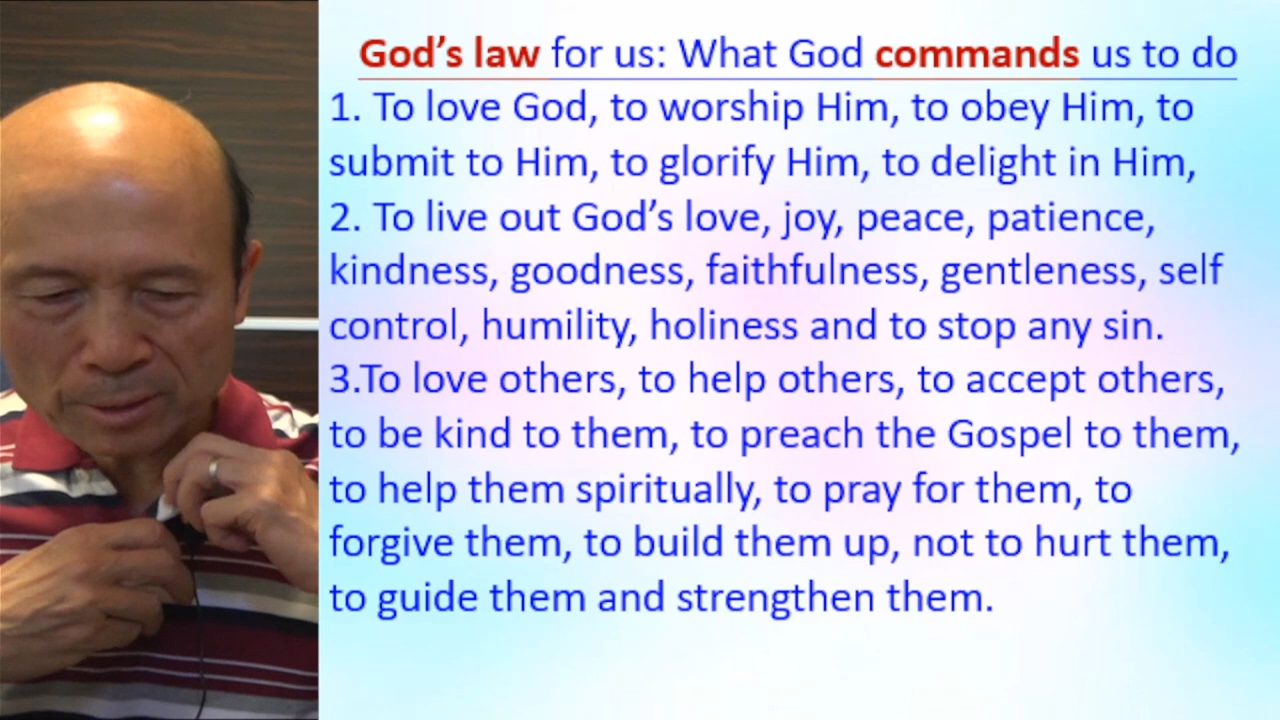 God’s law for us: What God commands us to do
1. To love God, to worship Him, to obey Him, to
submit to Him, to glorify Him, to delight in Him,
2. To live out God’s love, joy, peace, patience,
kindness, goodness, faithfulness, gentleness, self
control, humility, holiness and to stop any sin.
3.To love others, to help others, to accept others,
to be kind to them, to preach the Gospel to them,
to help them spiritually, to pray for them, to
forgive them, to build them up, not to hurt them,
to guide them and strengthen them.